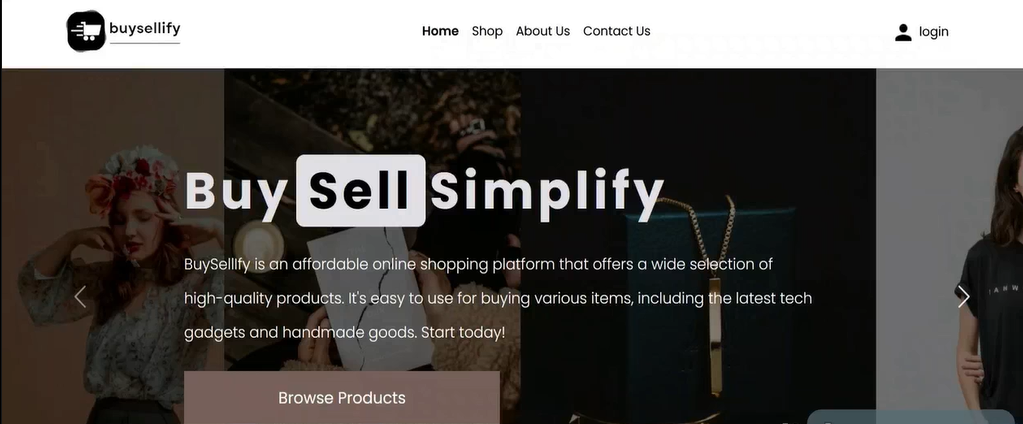 buysellify
Home Shop About Us Contact Us
login
Buy Sell Simplify
BuySellIfy is an affordable online shopping platform that offers a wide selection of
high-quality products. It's easy to use for buying various items, including the latest tech
gadgets and handmade goods. Start today!
Browse Products